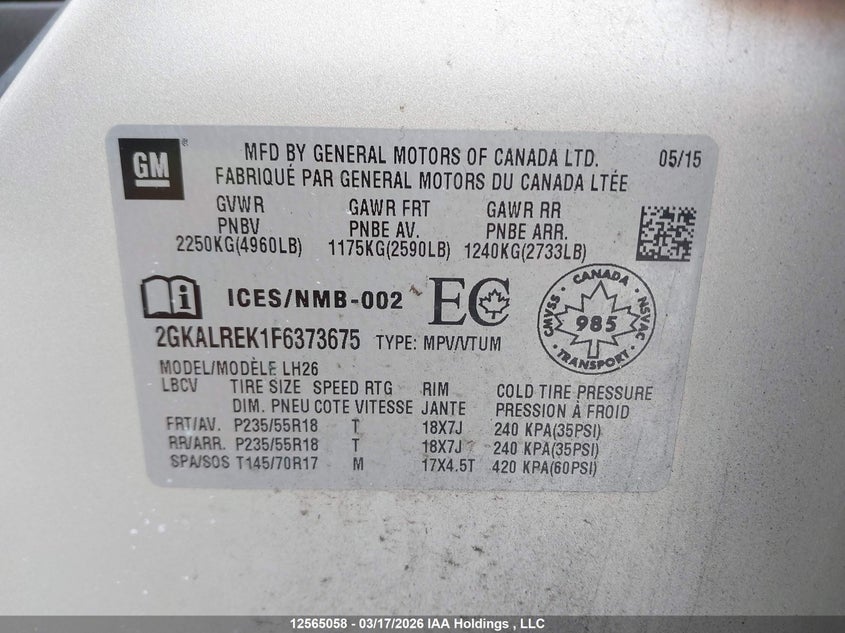 GM
MFD BY GENERAL MOTORS OF CANADA LTD. 05/15
FABRIQUÉ PAR GENERAL MOTORS DU CANADA LTÉE
GVWR GAWR FRT GAWR RR
PNBV PNBE AV. PNBE ARR.
2250KG(4960LB) 1175KG(2590LB) 1240KG(2733LB)
ICES/NMB-002 EC
CANADA
CMVSS 985 NSVAC
TRANSPORT
2GKALREK1F6373675 TYPE: MPV/VTUM
MODEL/MODÈLE LH26
LBCV TIRE SIZE SPEED RTG RIM COLD TIRE PRESSURE
DIM. PNEU COTE VITESSE JANTE PRESSION À FROID
FRT/AV. P235/55R18 T 18X7J 240 KPA(35PSI)
RR/ARR. P235/55R18 T 18X7J 240 KPA(35PSI)
SPA/SOS T145/70R17 M 17X4.5T 420 KPA(60PSI)
12565058 - 03/17/2026 IAA Holdings , LLC